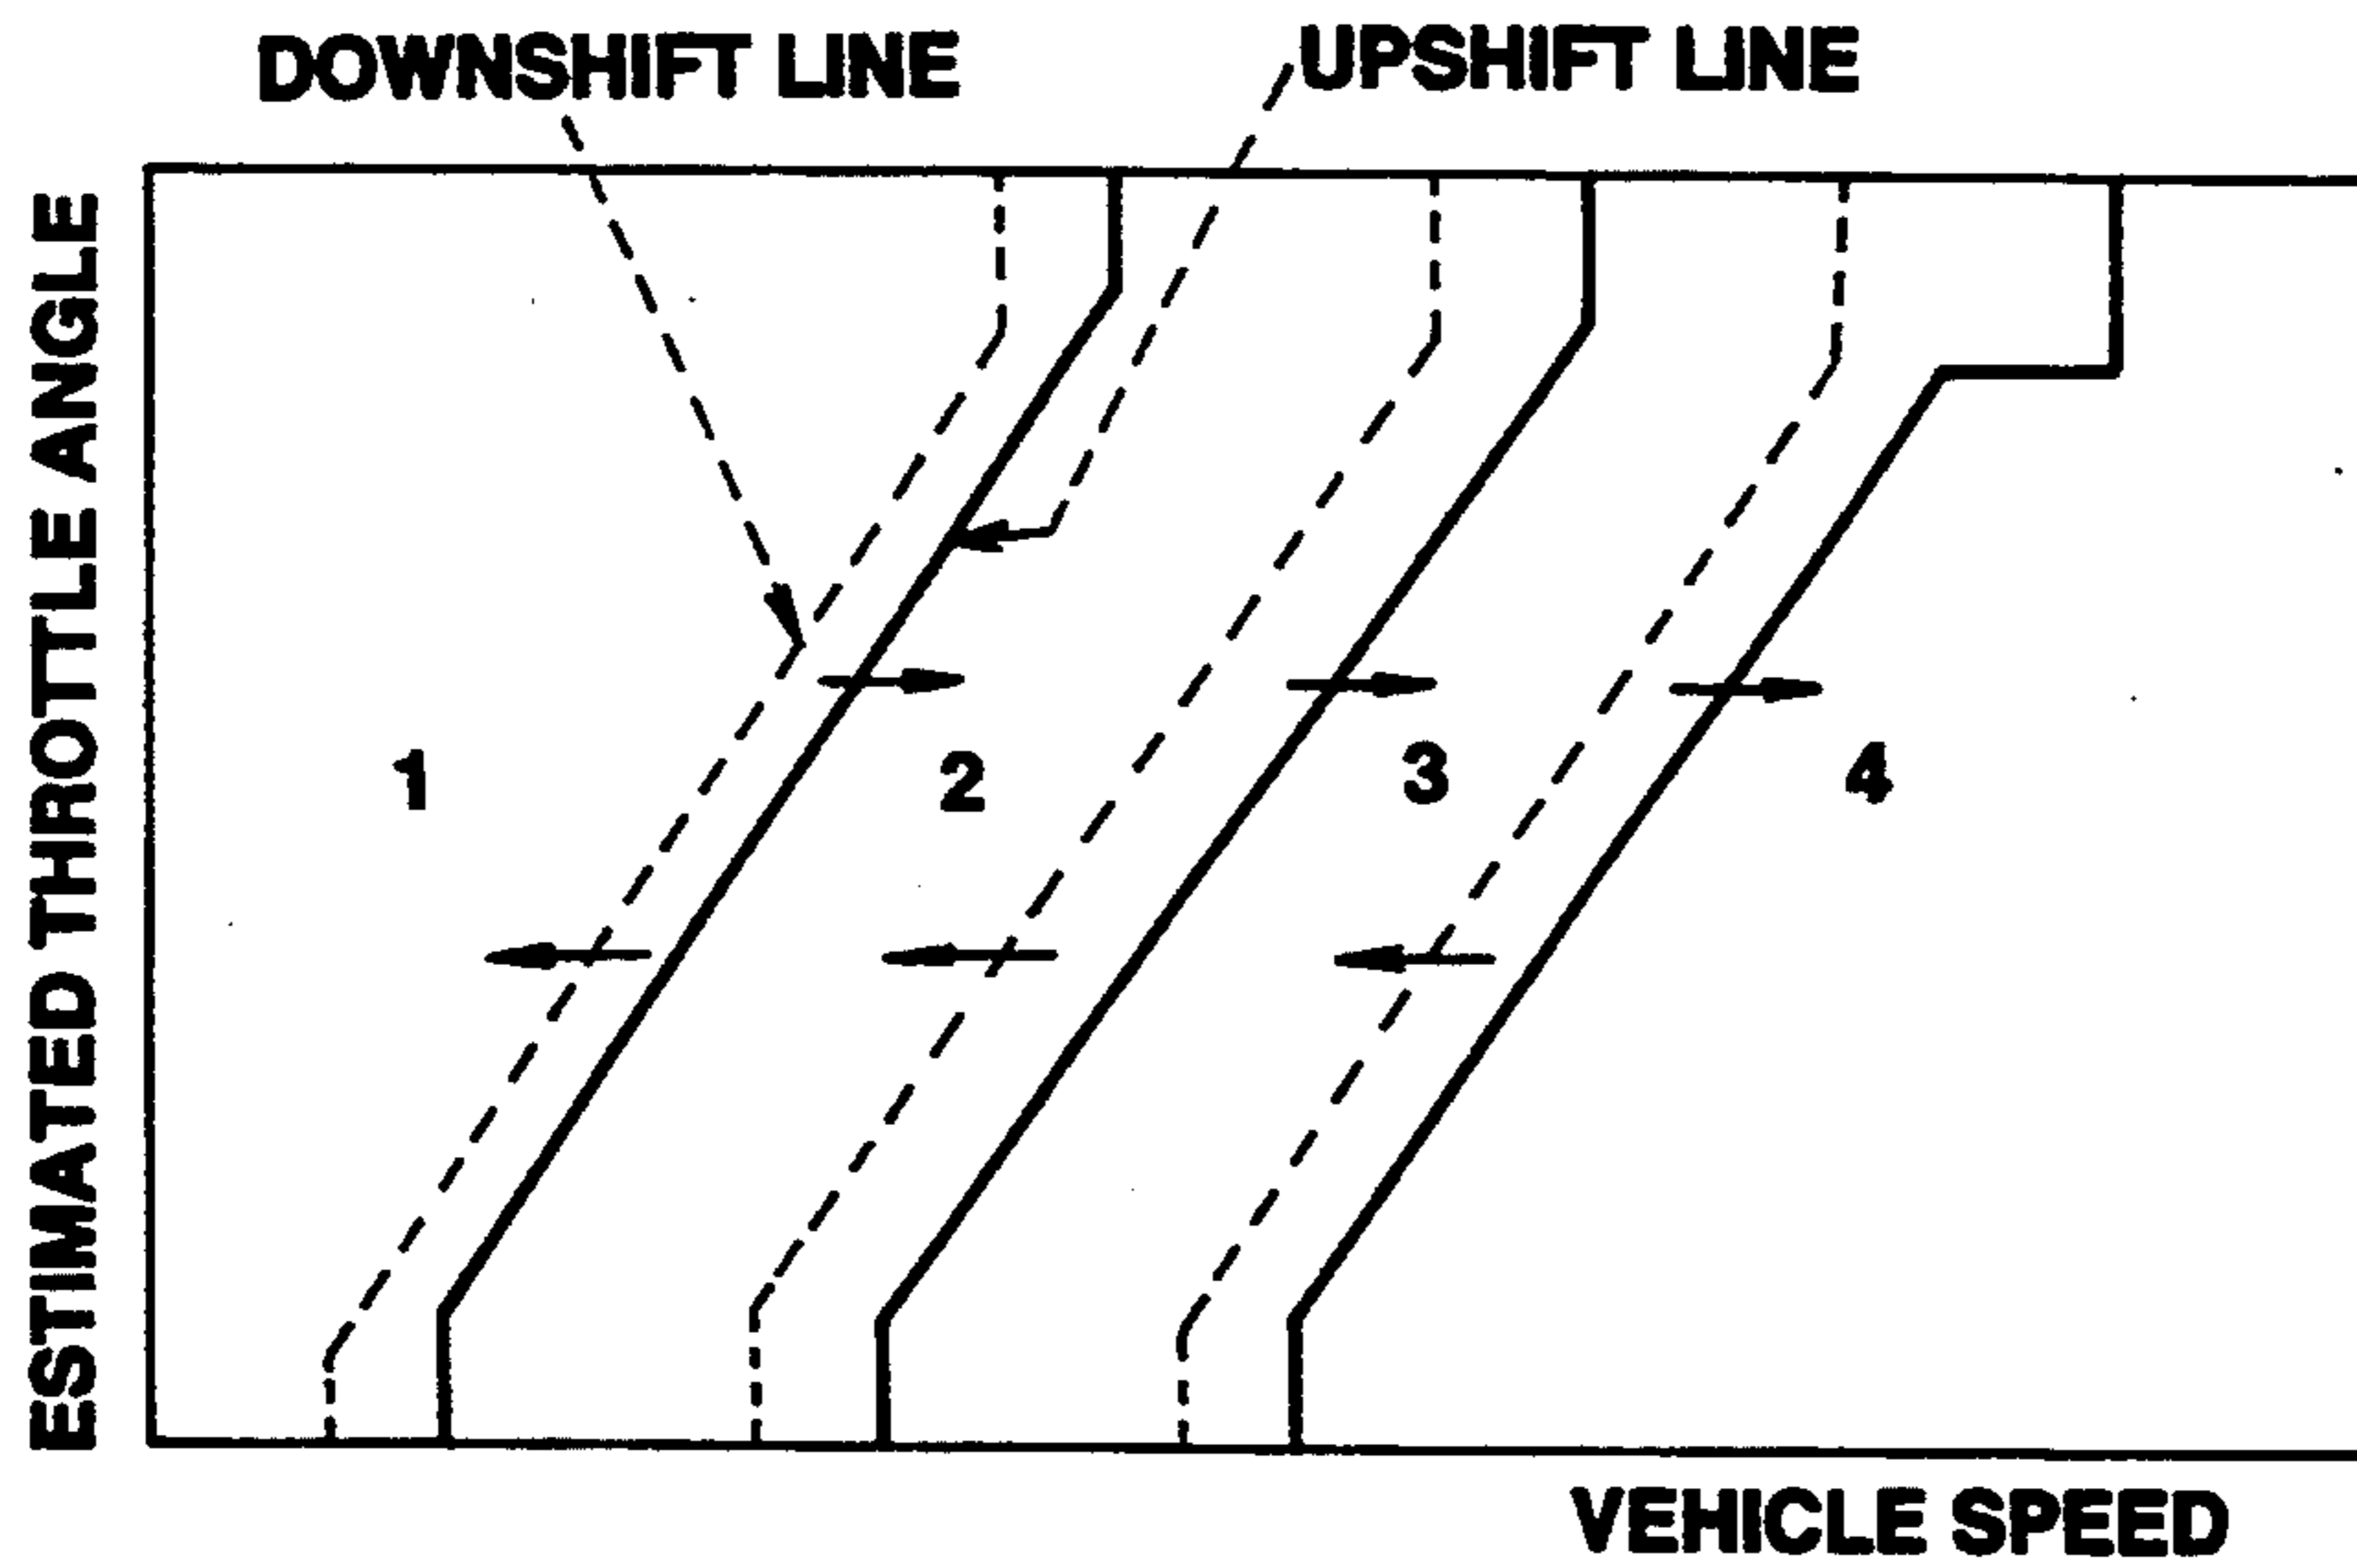 DOWNSHIFT LINE
UPSHIFT LINE
ESTIMATED THROTTLE ANGLE
1
2
3
4
VEHICLE SPEED